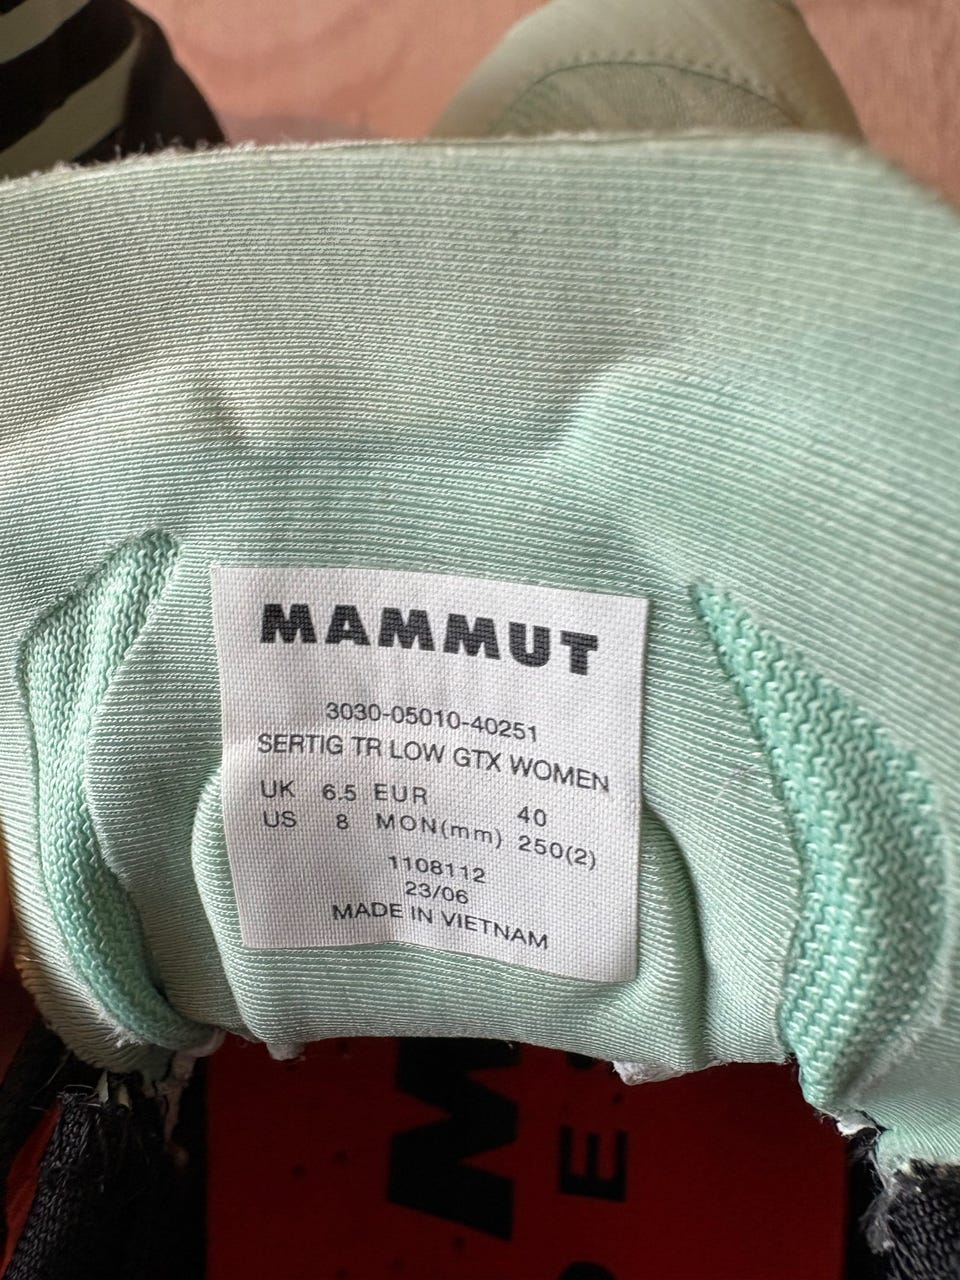 MAMMUT
3030-05010-40251
SERTIG TR LOW GTX WOMEN
UK 6.5 EUR 40
US 8 MON(mm) 250(2)
1108112
23/06
MADE IN VIETNAM